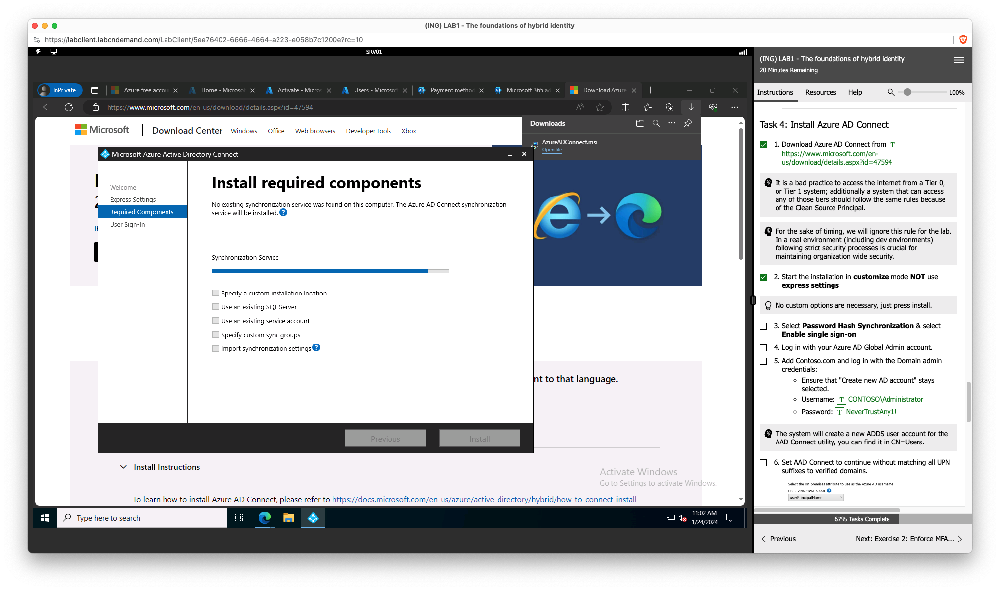 (ING) LAB1 - The foundations of hybrid identity
https://labclient.labondemand.com/LabClient/5ee76402-6666-4664-a223-e058b7c1200e?rc=10
SRV01
InPrivate
Azure free accou
Home - Microsof
Activate - Micros
Users - Microsoft
Payment method
Microsoft 365 ad
Download Azure
https://www.microsoft.com/en-us/download/details.aspx?id=47594
Microsoft
Download Center
Windows
Office
Web browsers
Developer tools
Xbox
Downloads
AzureADConnect.msi
Open file
Microsoft Azure Active Directory Connect
Welcome
Express Settings
Required Components
User Sign-In
Install required components
No existing synchronization service was found on this computer. The Azure AD Connect synchronization
service will be installed. ?
Synchronization Service
Specify a custom installation location
Use an existing SQL Server
Use an existing service account
Specify custom sync groups
Import synchronization settings ?
Previous
Install
nt to that language.
Install Instructions
To learn how to install Azure AD Connect, please refer to https://docs.microsoft.com/en-us/azure/active-directory/hybrid/how-to-connect-install-
Activate Windows
Go to Settings to activate Windows.
Type here to search
11:02 AM
1/24/2024
(ING) LAB1 - The foundations of hybrid identity
20 Minutes Remaining
Instructions
Resources
Help
100%
Task 4: Install Azure AD Connect
1. Download Azure AD Connect from T
https://www.microsoft.com/en-
us/download/details.aspx?id=47594
It is a bad practice to access the internet from a Tier 0,
or Tier 1 system; additionally a system that can access
any of those tiers should follow the same rules because
of the Clean Source Principal.
For the sake of timing, we will ignore this rule for the lab.
In a real environment (including dev environments)
following strict security processes is crucial for
maintaining organization wide security.
2. Start the installation in customize mode NOT use
express settings
No custom options are necessary, just press install.
3. Select Password Hash Synchronization & select
Enable single sign-on
4. Log in with your Azure AD Global Admin account.
5. Add Contoso.com and log in with the Domain admin
credentials:
Ensure that "Create new AD account" stays
selected.
Username: T CONTOSO\Administrator
Password: T NeverTrustAny1!
The system will create a new ADDS user account for the
AAD Connect utility, you can find it in CN=Users.
6. Set AAD Connect to continue without matching all UPN
suffixes to verified domains.
Select the on-premises attribute to use as the Azure AD username
USER PRINCIPAL NAME ?
userPrincipalName
67% Tasks Complete
Previous
Next: Exercise 2: Enforce MFA...